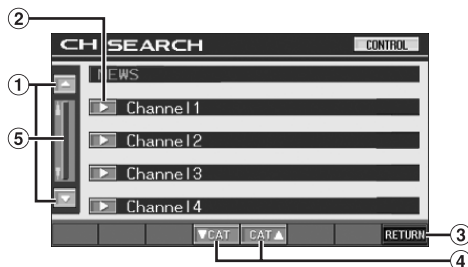 ②
CH SEARCH
CONTROL
①
NEWS
Channel1
⑤
Channel2
Channel3
Channel4
▼CAT
CAT▲
RETURN
③
④